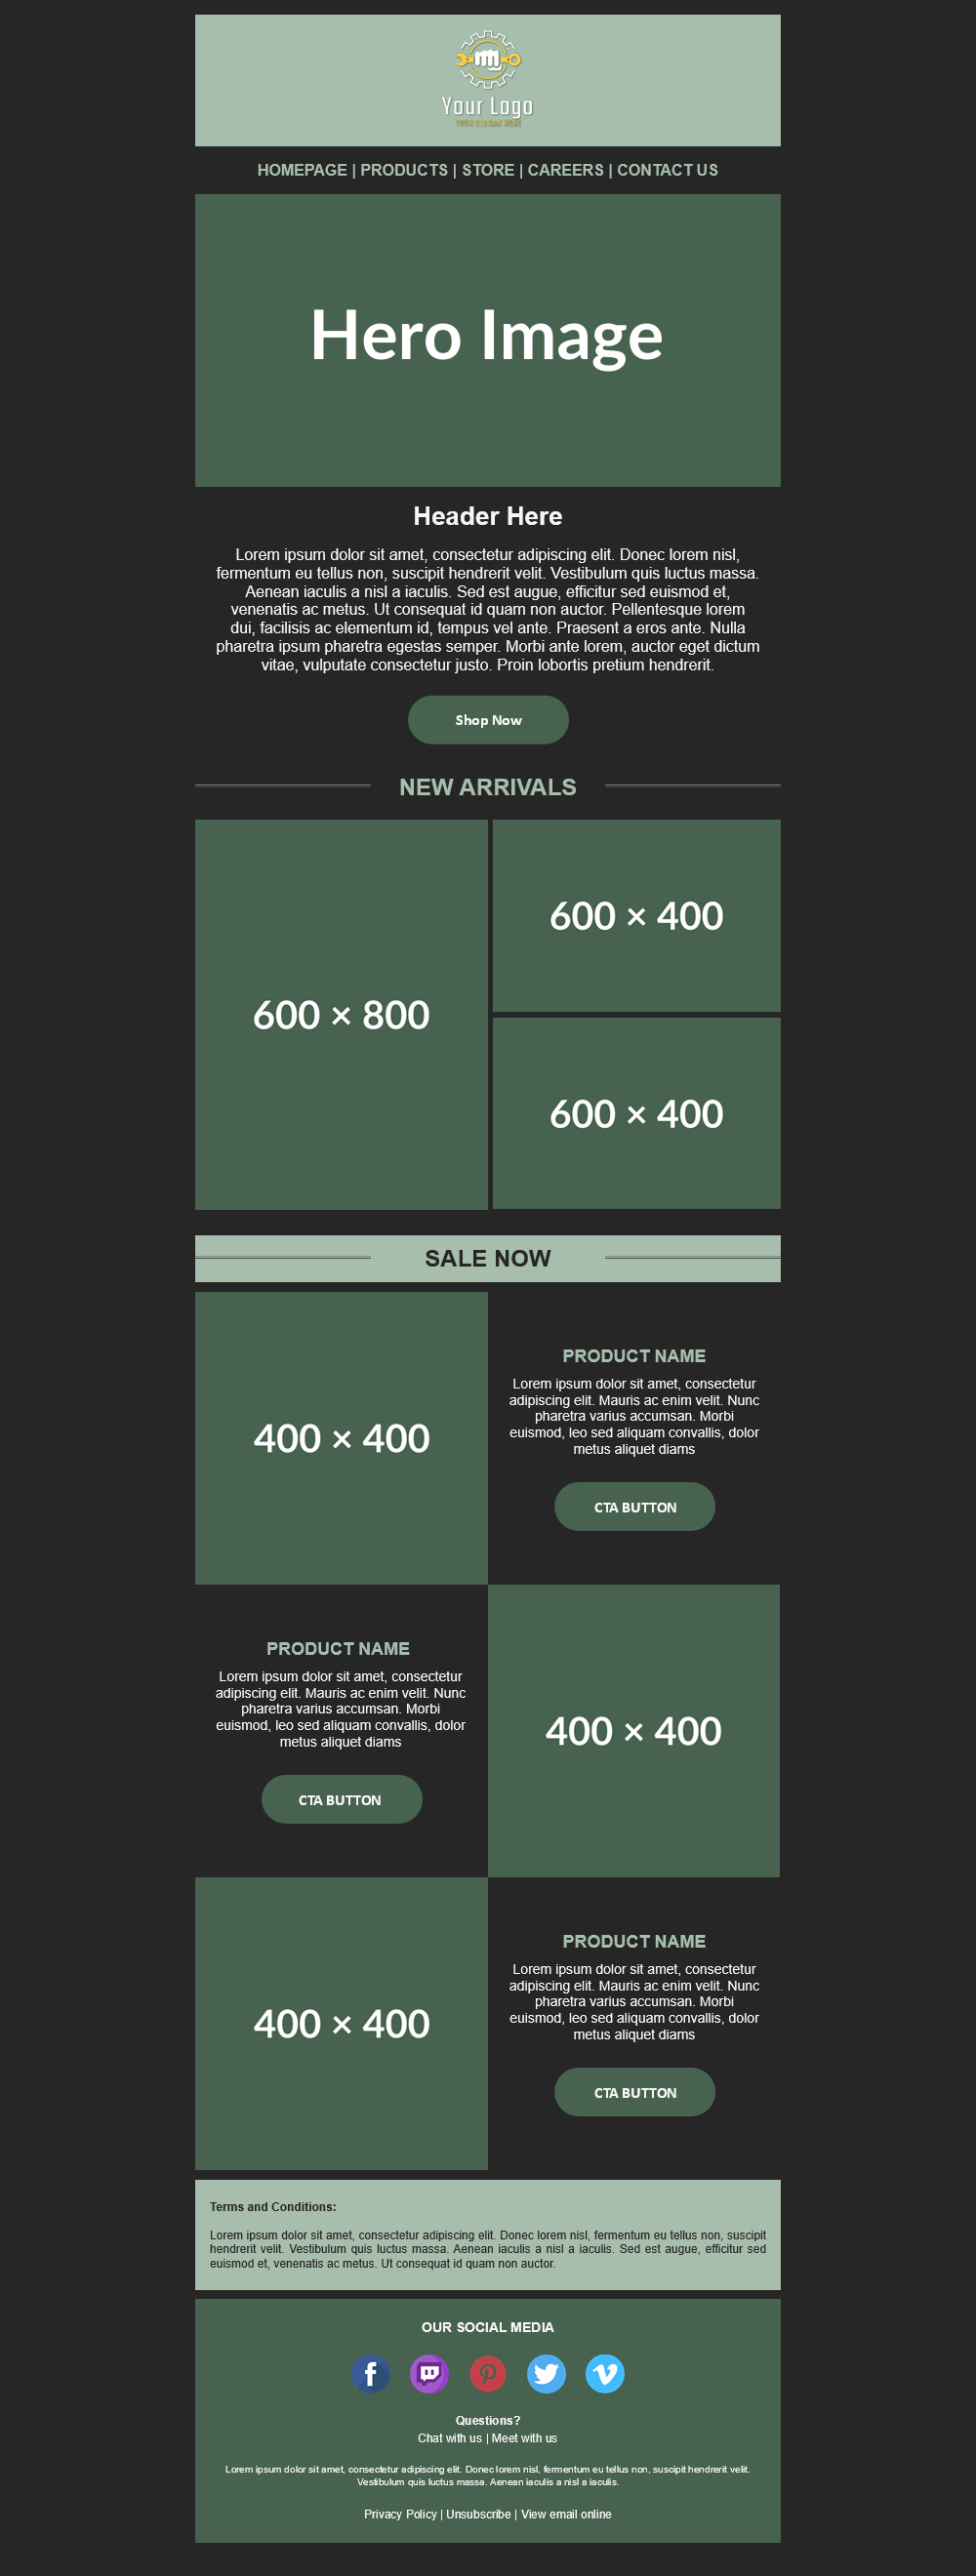 Your Logo
YOUR SLOGAN HERE
HOMEPAGE | PRODUCTS | STORE | CAREERS | CONTACT US
Hero Image
Header Here
Lorem ipsum dolor sit amet, consectetur adipiscing elit. Donec lorem nisl,
fermentum eu tellus non, suscipit hendrerit velit. Vestibulum quis luctus massa.
Aenean iaculis a nisl a iaculis. Sed est augue, efficitur sed euismod et,
venenatis ac metus. Ut consequat id quam non auctor. Pellentesque lorem
dui, facilisis ac elementum id, tempus vel ante. Praesent a eros ante. Nulla
pharetra ipsum pharetra egestas semper. Morbi ante lorem, auctor eget dictum
vitae, vulputate consectetur justo. Proin lobortis pretium hendrerit.
Shop Now
NEW ARRIVALS
600 × 800
600 × 400
600 × 400
SALE NOW
400 × 400
PRODUCT NAME
Lorem ipsum dolor sit amet, consectetur
adipiscing elit. Mauris ac enim velit. Nunc
pharetra varius accumsan. Morbi
euismod, leo sed aliquam convallis, dolor
metus aliquet diams
CTA BUTTON
PRODUCT NAME
Lorem ipsum dolor sit amet, consectetur
adipiscing elit. Mauris ac enim velit. Nunc
pharetra varius accumsan. Morbi
euismod, leo sed aliquam convallis, dolor
metus aliquet diams
CTA BUTTON
400 × 400
400 × 400
PRODUCT NAME
Lorem ipsum dolor sit amet, consectetur
adipiscing elit. Mauris ac enim velit. Nunc
pharetra varius accumsan. Morbi
euismod, leo sed aliquam convallis, dolor
metus aliquet diams
CTA BUTTON
Terms and Conditions:
Lorem ipsum dolor sit amet, consectetur adipiscing elit. Donec lorem nisl, fermentum eu tellus non, suscipit
hendrerit velit. Vestibulum quis luctus massa. Aenean iaculis a nisl a iaculis. Sed est augue, efficitur sed
euismod et, venenatis ac metus. Ut consequat id quam non auctor.
OUR SOCIAL MEDIA
Questions?
Chat with us | Meet with us
Lorem ipsum dolor sit amet, consectetur adipiscing elit. Donec lorem nisl, fermentum eu tellus non, suscipit hendrerit velit.
Vestibulum quis luctus massa. Aenean iaculis a nisl a iaculis.
Privacy Policy | Unsubscribe | View email online